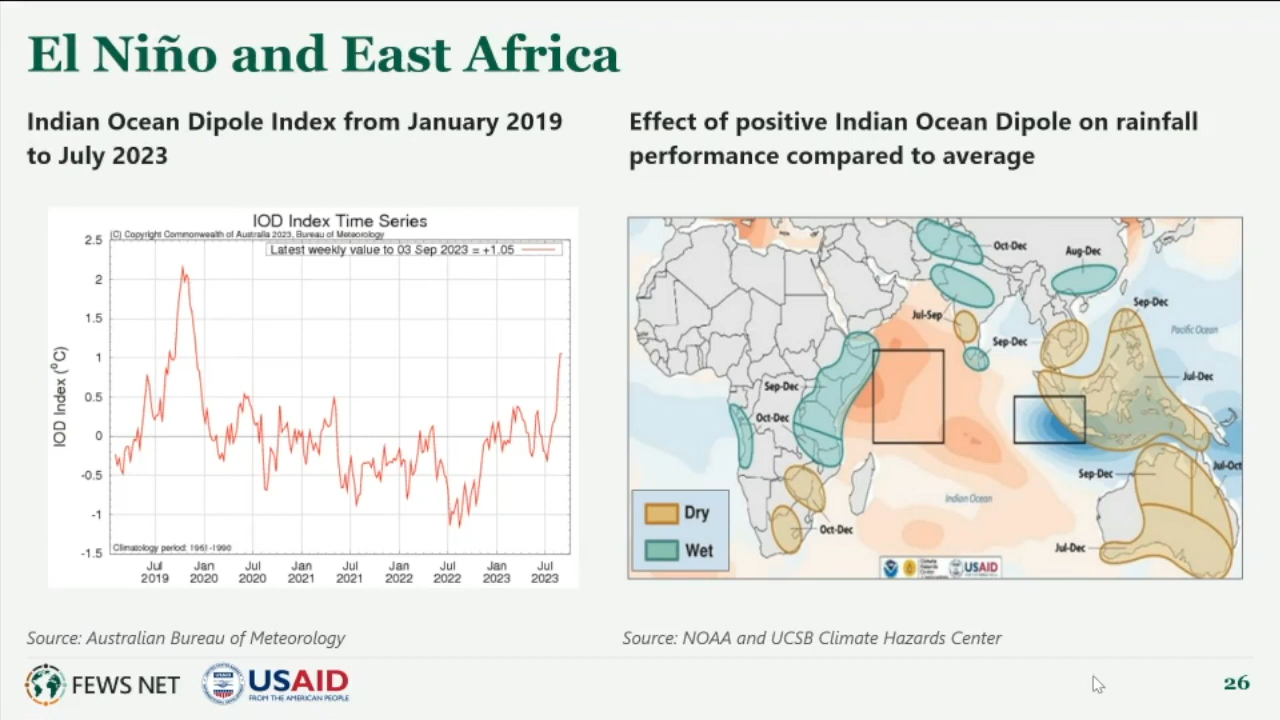 El Niño and East Africa
Indian Ocean Dipole Index from January 2019
to July 2023
Effect of positive Indian Ocean Dipole on rainfall
performance compared to average
IOD Index Time Series
(C) Copyright Commonwealth of Australia 2023, Bureau of Meteorology
Latest weekly value to 03 Sep 2023 = +1.05
2.5
2
1.5
1
0.5
0
-0.5
-1
-1.5
IOD Index (°C)
Climatology period: 1961-1990
Jul
2019
Jan
2020
Jul
2020
Jan
2021
Jul
2021
Jan
2022
Jul
2022
Jan
2023
Jul
2023
Oct-Dec
Aug-Dec
Jul-Sep
Sep-Dec
Sep-Dec
Pacific Ocean
Sep-Dec
Jul-Dec
Oct-Dec
Sep-Dec
Jul-Oct
Indian Ocean
Oct-Dec
Jul-Dec
Dry
Wet
USAID
Source: Australian Bureau of Meteorology
Source: NOAA and UCSB Climate Hazards Center
FEWS NET
USAID
FROM THE AMERICAN PEOPLE
26